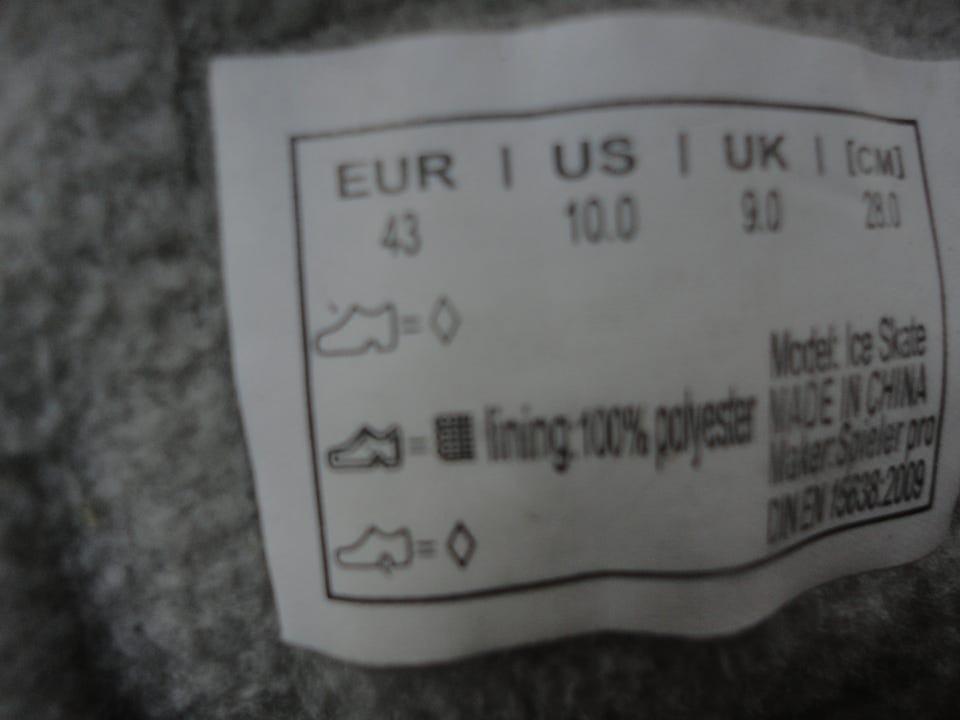 EUR | US | UK | [CM]
43 10.0 9.0 28.0
=
= lining:100% polyester
=
Model: Ice Skate
MADE IN CHINA
Maker:Spieler pro
DIN EN 15638:2009